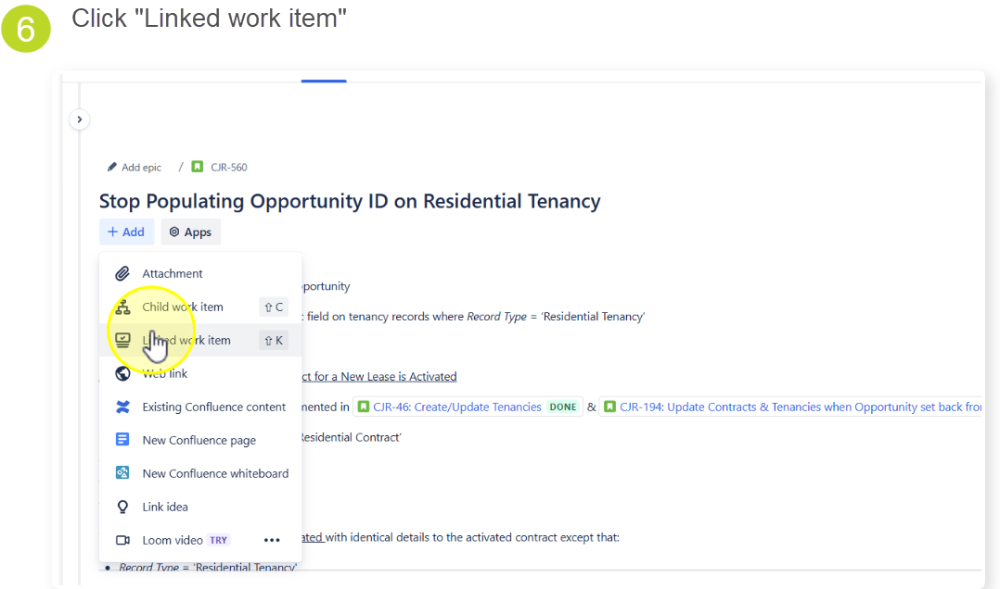 6
Click "Linked work item"
Add epic / CJR-560
Stop Populating Opportunity ID on Residential Tenancy
+ Add Apps
Attachment
pportunity
Child work item ⇧ C
: field on tenancy records where Record Type = 'Residential Tenancy'
Linked work item ⇧ K
Web link
ct for a New Lease is Activated
Existing Confluence content
mented in CJR-46: Create/Update Tenancies DONE & CJR-194: Update Contracts & Tenancies when Opportunity set back fro
New Confluence page
Residential Contract'
New Confluence whiteboard
Link idea
Loom video TRY •••
ated with identical details to the activated contract except that:
• Record Type = 'Residential Tenancy'